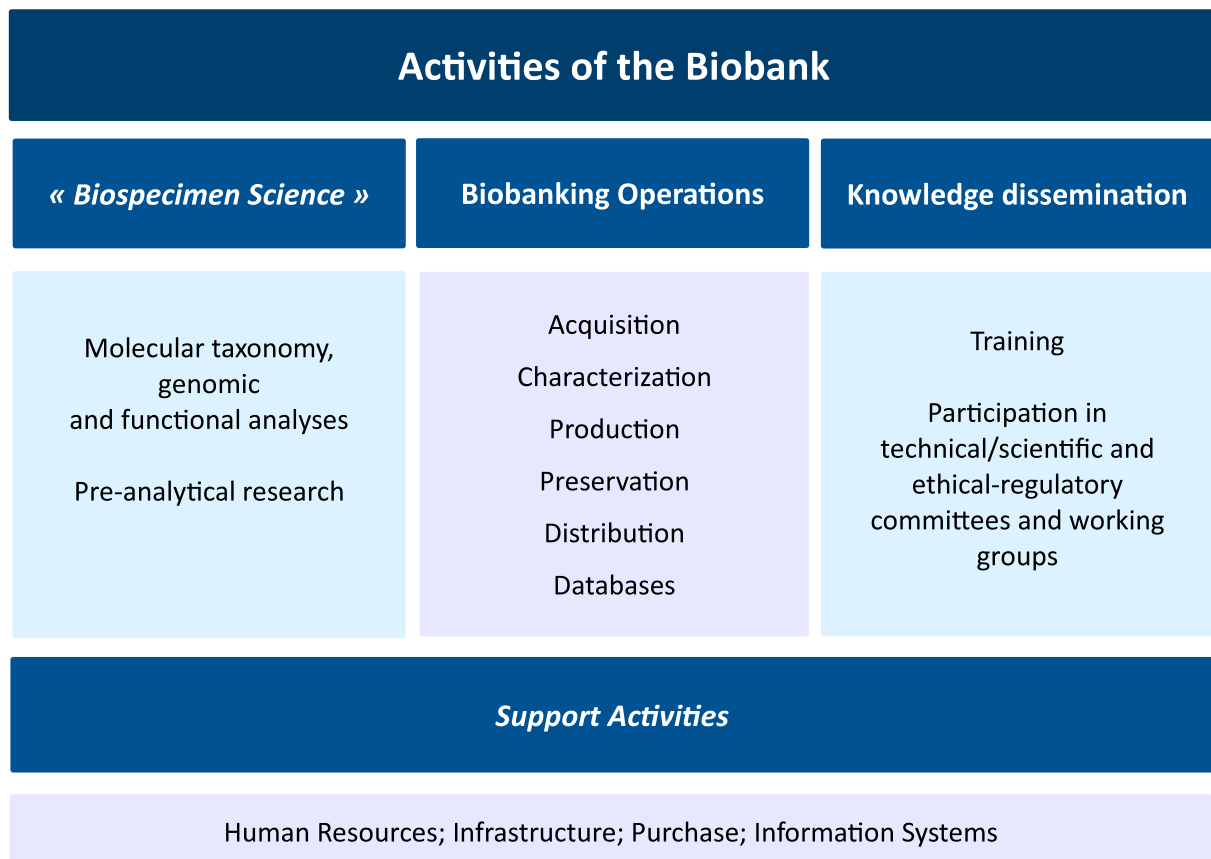 Activities of the Biobank
« Biospecimen Science »
Biobanking Operations
Knowledge dissemination
Molecular taxonomy,
genomic
and functional analyses
Pre-analytical research
Acquisition
Characterization
Production
Preservation
Distribution
Databases
Training
Participation in
technical/scientific and
ethical-regulatory
committees and working
groups
Support Activities
Human Resources; Infrastructure; Purchase; Information Systems